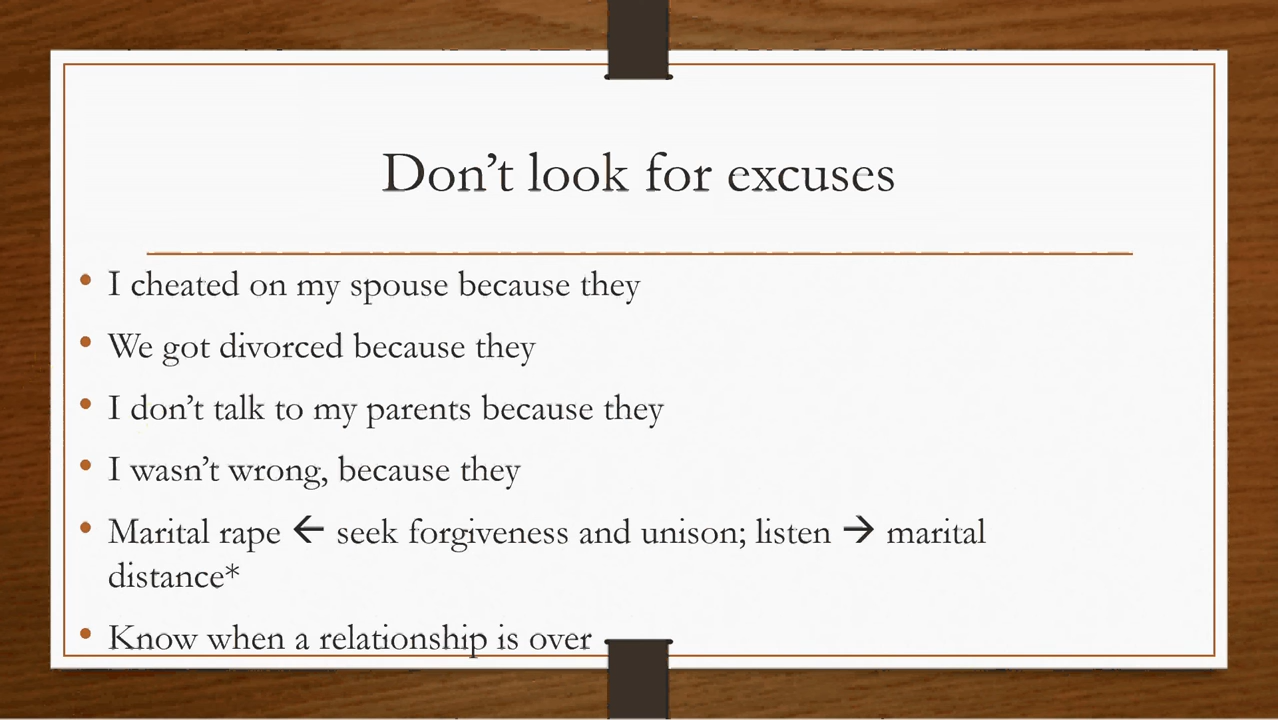 Don’t look for excuses
• I cheated on my spouse because they
• We got divorced because they
• I don’t talk to my parents because they
• I wasn’t wrong, because they
• Marital rape ← seek forgiveness and unison; listen → marital
distance*
• Know when a relationship is over